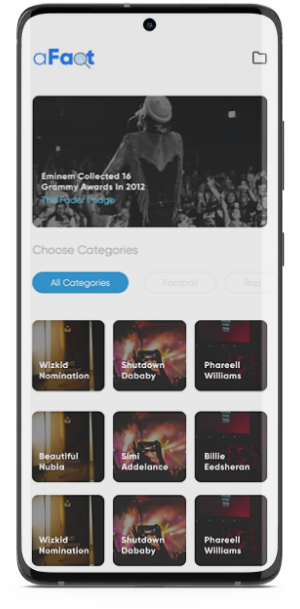 aFact
Eminem Collected 16
Grammy Awards In 2012
The Fader Image
Choose Categories
All Categories
Football
Rap
Wizkid
Nomination
Shutdown
Dababy
Phareell
Williams
Beautiful
Nubia
Simi
Addelance
Billie
Eedsheran
Wizkid
Nomination
Shutdown
Dababy
Phareell
Williams